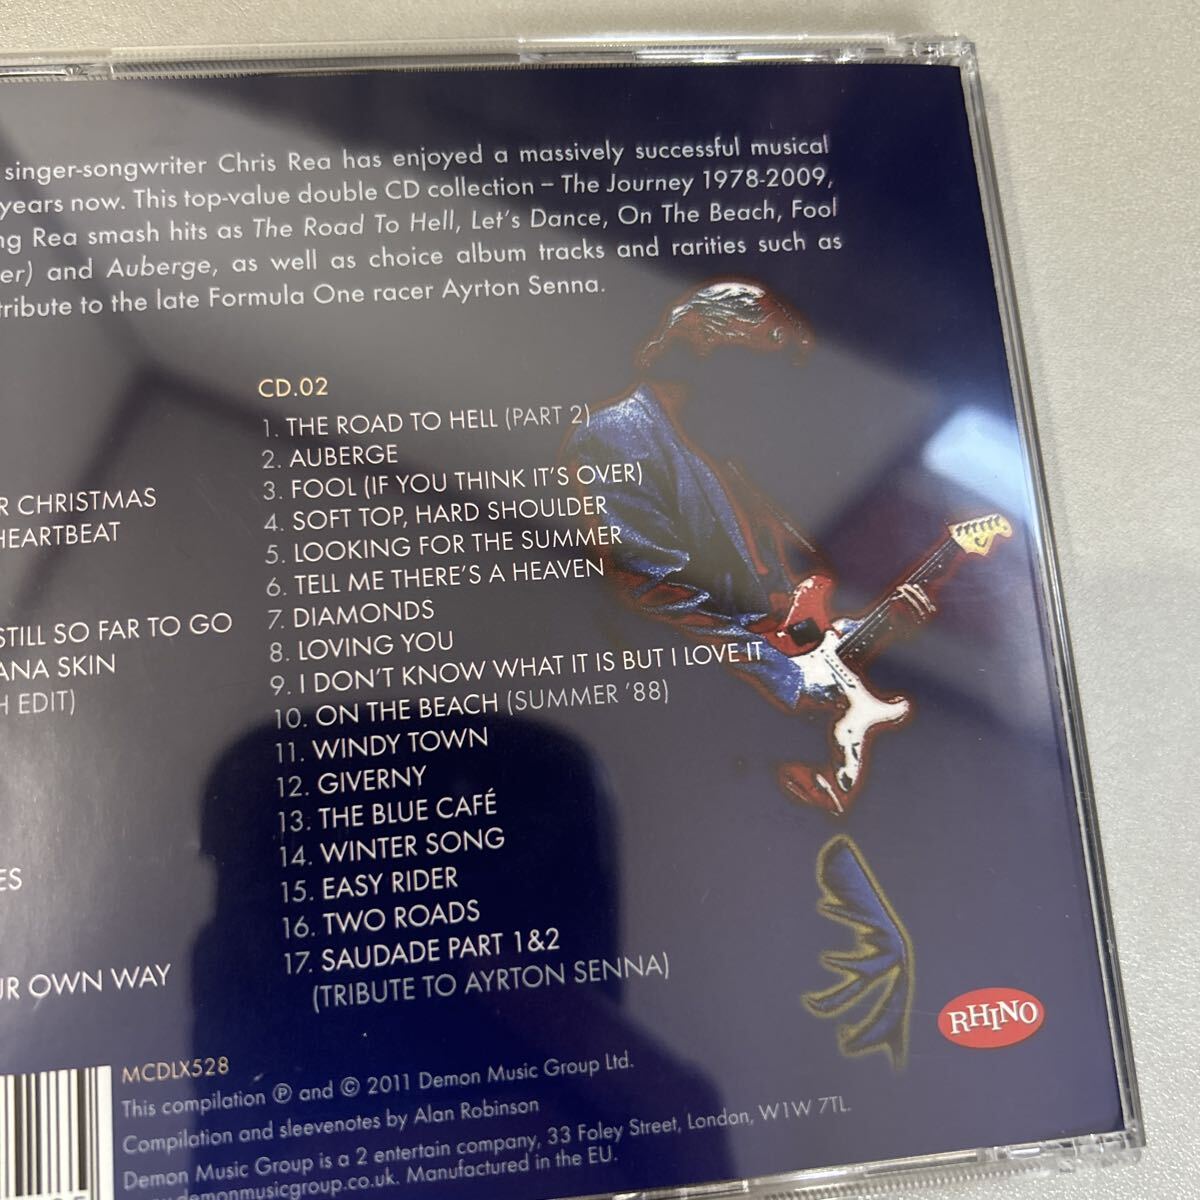 singer-songwriter Chris Rea has enjoyed a massively successful musical
years now. This top-value double CD collection – The Journey 1978-2009,
Rea smash hits as The Road To Hell, Let's Dance, On The Beach, Fool
and Auberge, as well as choice album tracks and rarities such as
tribute to the late Formula One racer Ayrton Senna.
CHRISTMAS
HEARTBEAT
STILL SO FAR TO GO
SKIN
EDIT)
OWN WAY
CD.02
1. THE ROAD TO HELL (PART 2)
2. AUBERGE
3. FOOL (IF YOU THINK IT'S OVER)
4. SOFT TOP, HARD SHOULDER
5. LOOKING FOR THE SUMMER
6. TELL ME THERE'S A HEAVEN
7. DIAMONDS
8. LOVING YOU
9. I DON'T KNOW WHAT IT IS BUT I LOVE IT
10. ON THE BEACH (SUMMER '88)
11. WINDY TOWN
12. GIVERNY
13. THE BLUE CAFÉ
14. WINTER SONG
15. EASY RIDER
16. TWO ROADS
17. SAUDADE PART 1&2
(TRIBUTE TO AYRTON SENNA)
RHINO
MCDLX528
This compilation ℗ and © 2011 Demon Music Group Ltd.
Compilation and sleevenotes by Alan Robinson
Demon Music Group is a 2 entertain company, 33 Foley Street, London, W1W 7TL.
demonmusicgroup.co.uk. Manufactured in the EU.